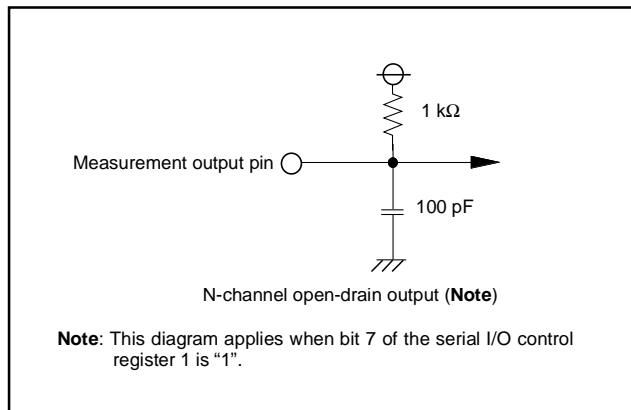 1 kΩ
Measurement output pin
100 pF
N-channel open-drain output (Note)
Note: This diagram applies when bit 7 of the serial I/O control
register 1 is “1”.